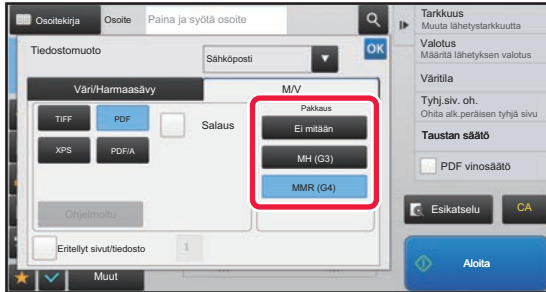 Osoitekirja
Osoite
Paina ja syötä osoite
Tiedostomuoto
Sähköposti
OK
Väri/Harmaasävy
M/V
TIFF
PDF
Salaus
XPS
PDF/A
Ohjelmoitu
Pakkaus
Ei mitään
MH (G3)
MMR (G4)
Eritellyt sivut/tiedosto
1
Muut
Tarkkuus
Muuta lähetystarkkuutta
Valotus
Määritä lähetyksen valotus
Väritila
Tyhj.siv. oh.
Ohita alk.peräisen tyhjä sivu
Taustan säätö
PDF vinosäätö
Esikatselu
CA
Aloita